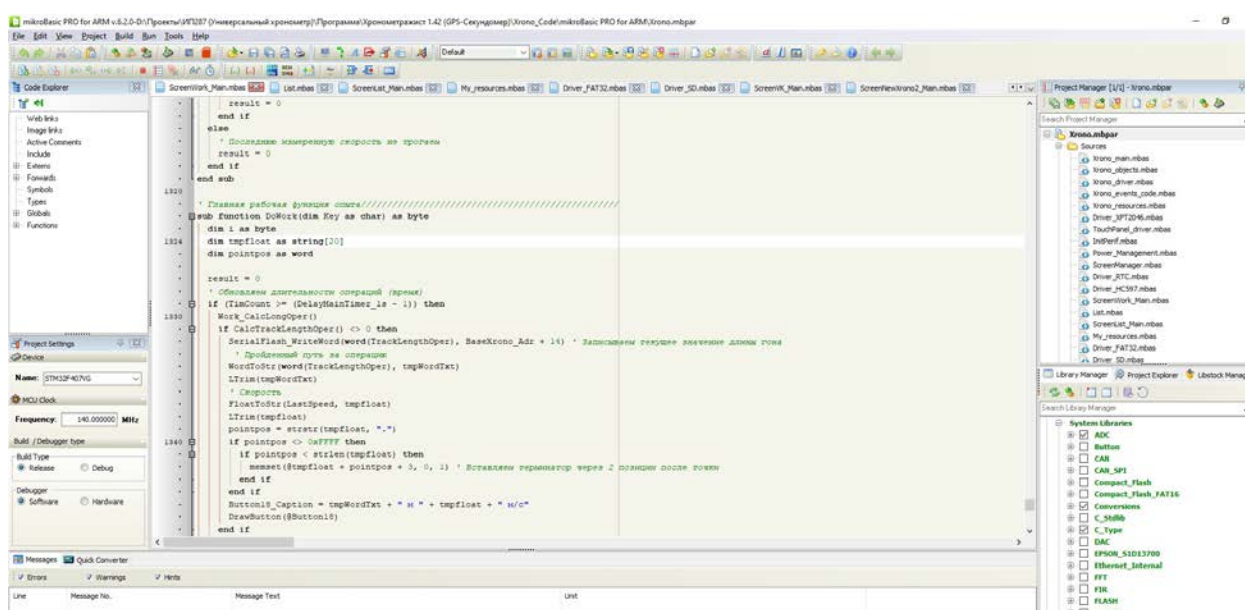 mikroBasic PRO for ARM v.6.2.0-D:\Проекты\ИП287 (Универсальный хронометр)\Программа\Хронометражист 1.42 (GPS-Секундомер)\Xrono_Code\mikroBasic PRO for ARM\Xrono.mbpar
File Edit View Project Build Run Tools Help
Default
Code Explorer
Web links
Image links
Active Comments
Include
Externs
Forwards
Symbols
Types
Globals
Functions
Project Settings
Device
Name: STM32F407VG
MCU Clock
Frequency: 140.000000 MHz
Build / Debugger type
Build Type
Release Debug
Debugger
Software Hardware
ScreenWork_Main.mbas List.mbas ScreenList_Main.mbas My_resources.mbas Driver_FAT32.mbas Driver_SD.mbas ScreenVK_Main.mbas ScreenNewXrono2_Main.mbas
result = 0
end if
else
' Последнюю измеренную скорость не трогаем
result = 0
end if
end sub
1320
' Главная рабочая функция опыта/////////////////////////////////////////////////
sub function DoWork(dim Key as char) as byte
dim i as byte
1324 dim tmpfloat as string[20]
dim pointpos as word
result = 0
' Обновляем длительности операций (время)
if (TimCount >= (DelayMainTimer_1s - 1)) then
1330 Work_CalcLongOper()
if CalcTrackLengthOper() <> 0 then
SerialFlash_WriteWord(word(TrackLengthOper), BaseXrono_Adr + 14) ' Записываем текущее значение длины гона
' Пройденный путь за операцию
WordToStr(word(TrackLengthOper), tmpWordTxt)
LTrim(tmpWordTxt)
' Скорость
FloatToStr(LastSpeed, tmpfloat)
LTrim(tmpfloat)
pointpos = strstr(tmpfloat, ".")
1340 if pointpos <> 0xFFFF then
if pointpos < strlen(tmpfloat) then
memset(@tmpfloat + pointpos + 3, 0, 1) ' Вставляем терминатор через 2 позиции после точки
end if
end if
Button18_Caption = tmpWordTxt + " м " + tmpfloat + " м/с"
DrawButton(@Button18)
end if
Messages Quick Converter
Errors Warnings Hints
Line Message No. Message Text Unit
Project Manager [1/1] - Xrono.mbpar
Search Project Manager
Xrono.mbpar
Sources
Xrono_main.mbas
Xrono_objects.mbas
Xrono_driver.mbas
Xrono_events_code.mbas
Xrono_resources.mbas
Driver_XPT2046.mbas
TouchPanel_driver.mbas
InitPerif.mbas
Power_Management.mbas
ScreenManager.mbas
Driver_RTC.mbas
Driver_HC597.mbas
ScreenWork_Main.mbas
List.mbas
ScreenList_Main.mbas
My_resources.mbas
Driver_FAT32.mbas
Driver_SD.mbas
Library Manager Project Explorer Libstock Manag
Search Library Manager
System Libraries
ADC
Button
CAN
CAN_SPI
Compact_Flash
Compact_Flash_FAT16
Conversions
C_Stdlib
C_Type
DAC
EPSON_S1D13700
Ethernet_Internal
FFT
FIR
FLASH